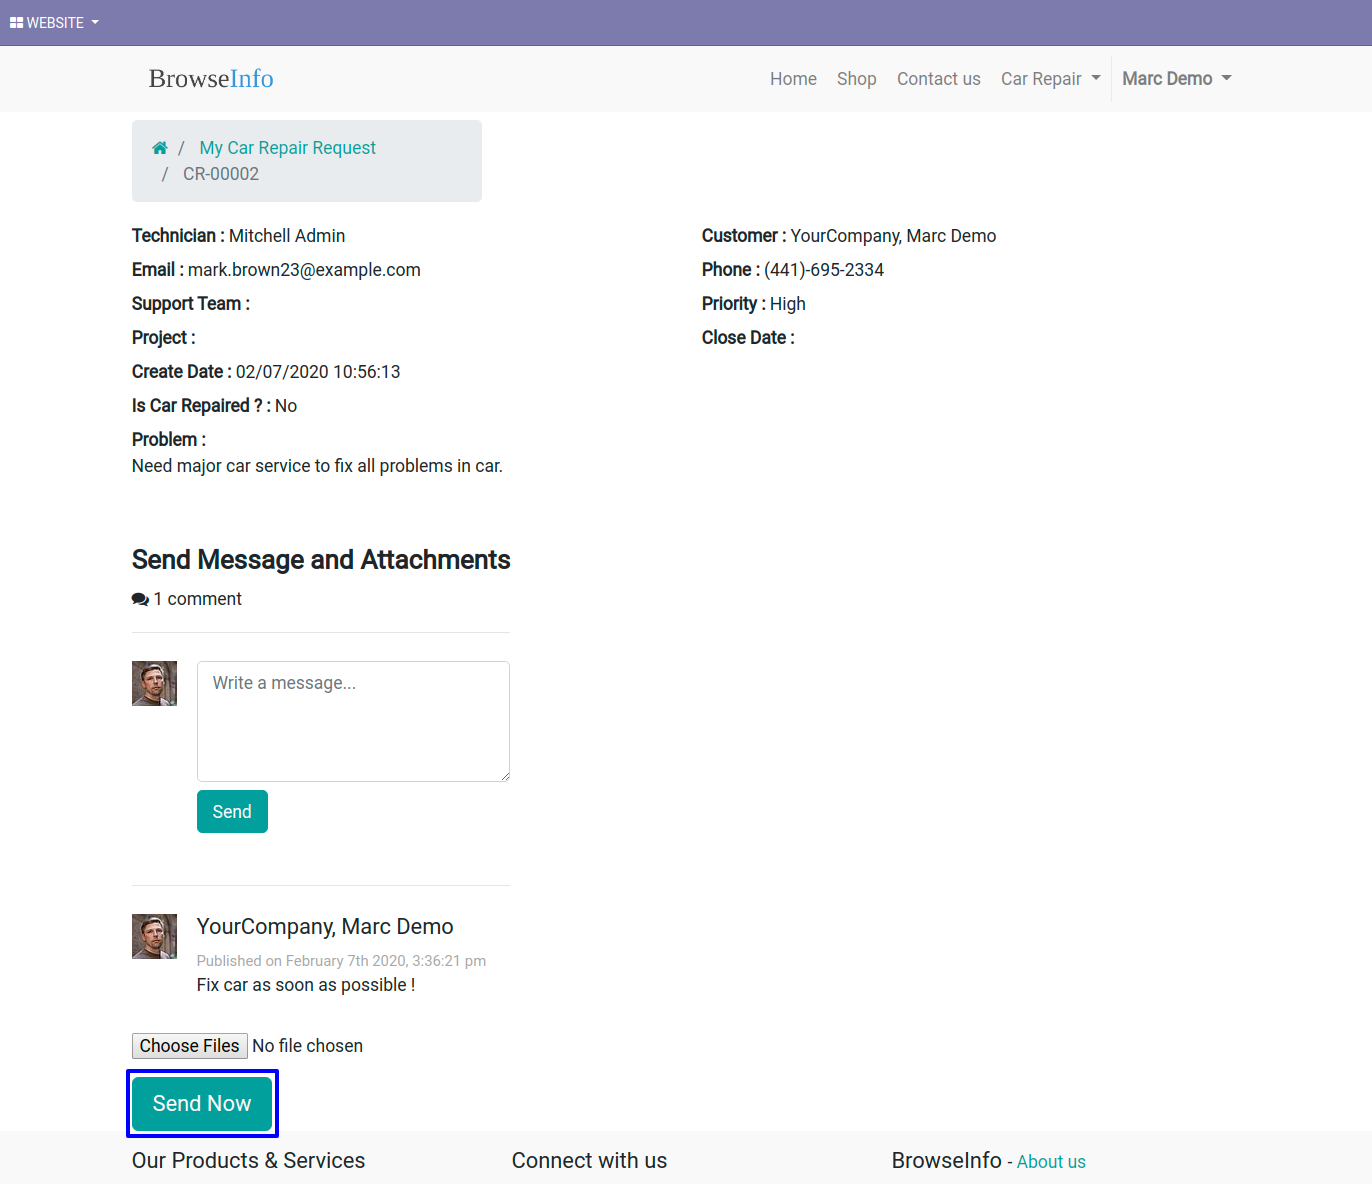 WEBSITE
BrowseInfo
Home Shop Contact us Car Repair Marc Demo
/ My Car Repair Request
/ CR-00002
Technician : Mitchell Admin
Customer : YourCompany, Marc Demo
Email : mark.brown23@example.com
Phone : (441)-695-2334
Support Team :
Priority : High
Project :
Close Date :
Create Date : 02/07/2020 10:56:13
Is Car Repaired ? : No
Problem :
Need major car service to fix all problems in car.
Send Message and Attachments
1 comment
Write a message...
Send
YourCompany, Marc Demo
Published on February 7th 2020, 3:36:21 pm
Fix car as soon as possible !
Choose Files No file chosen
Send Now
Our Products & Services
Connect with us
BrowseInfo - About us